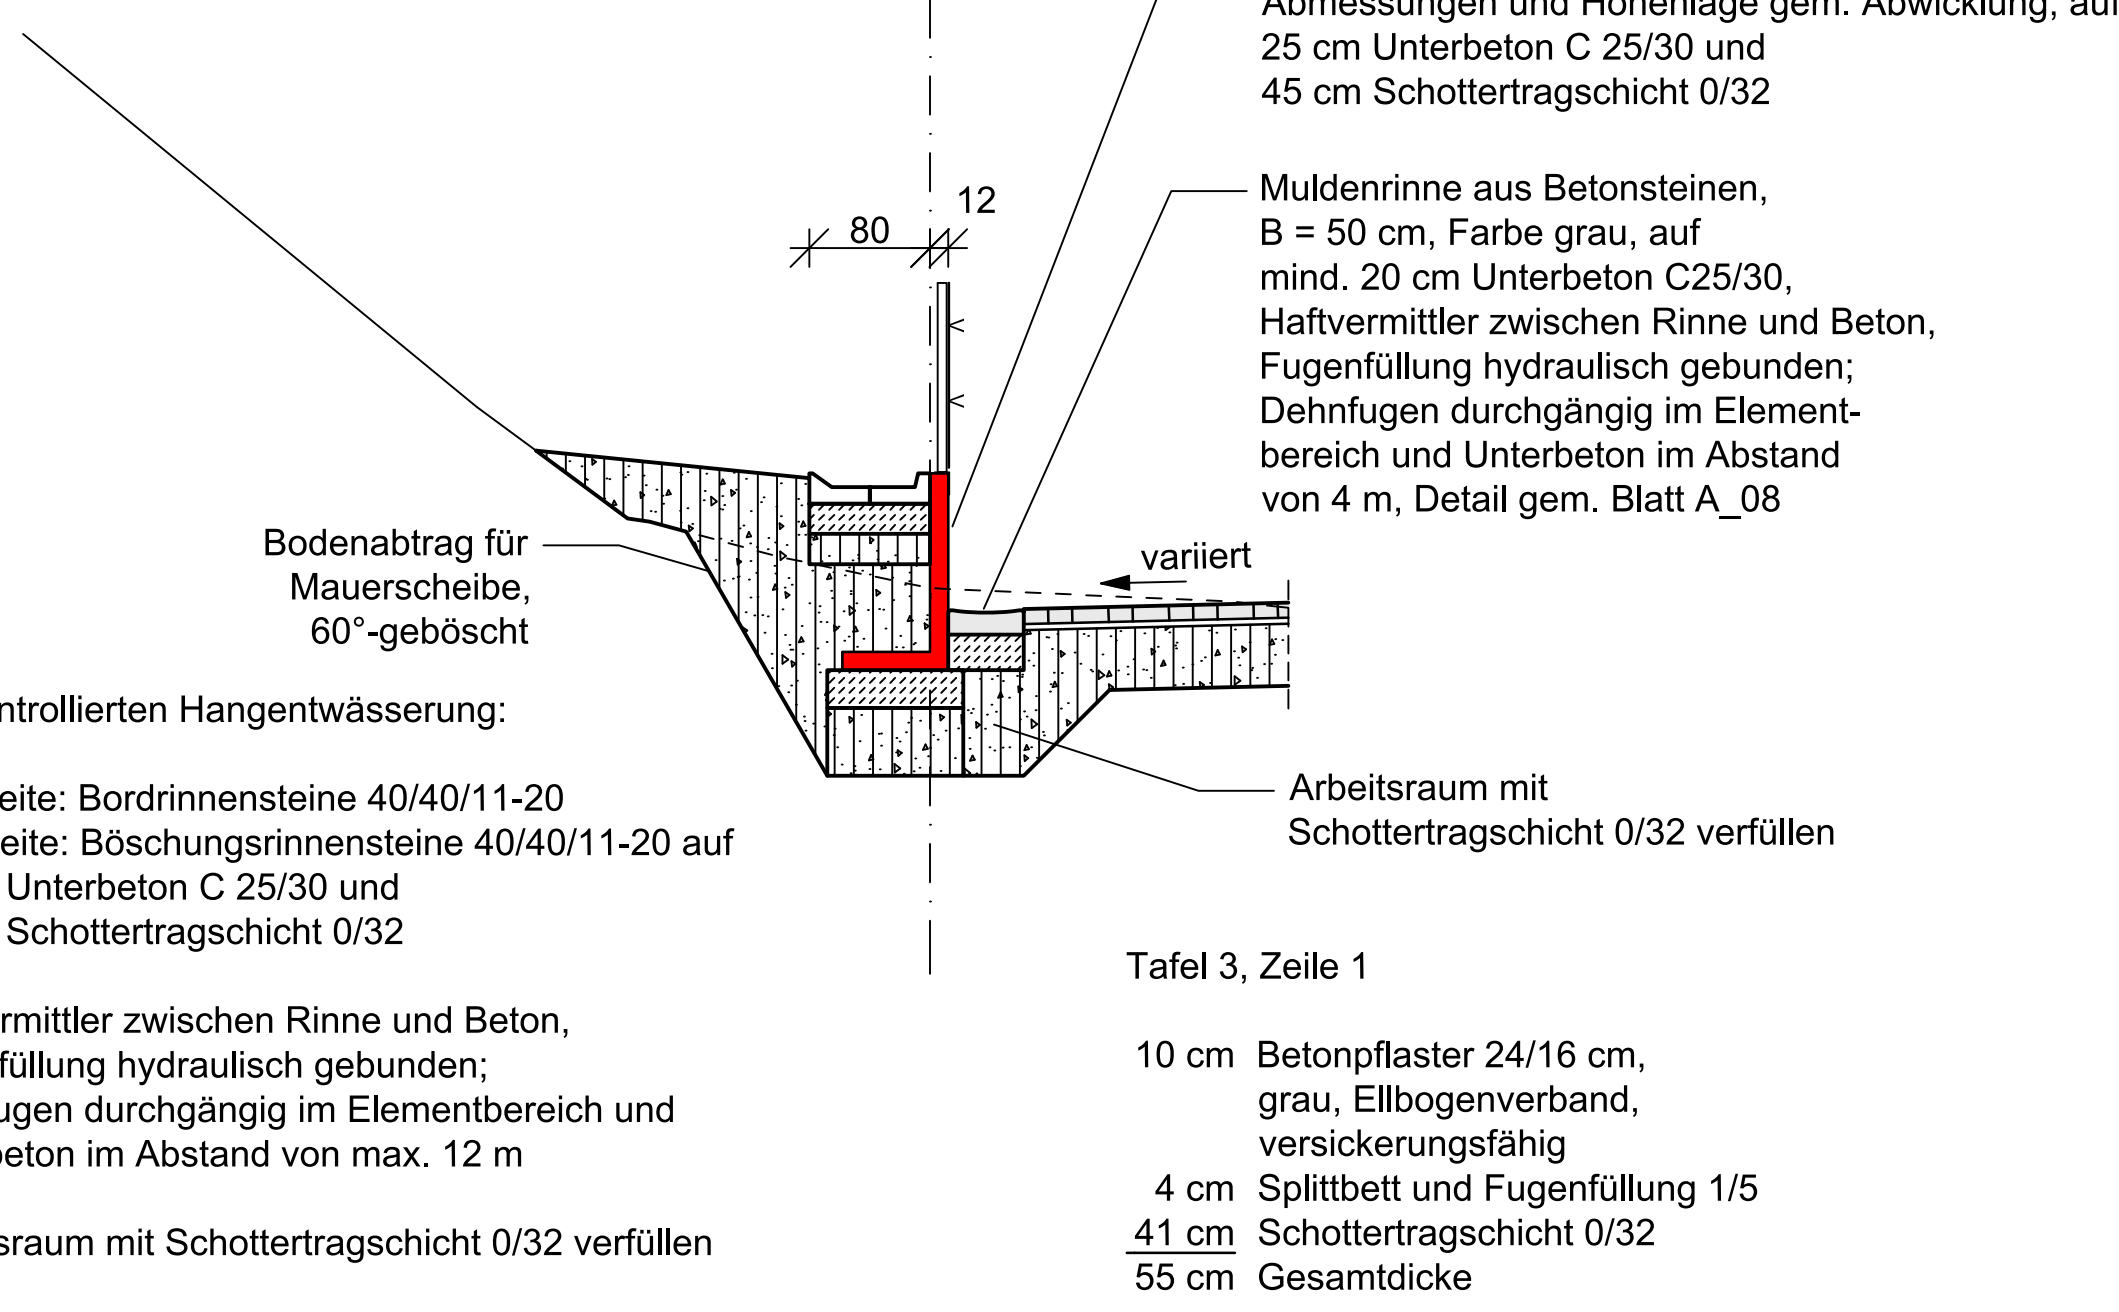 Abmessungen und Höhenlage gem. Abwicklung, auf
25 cm Unterbeton C 25/30 und
45 cm Schottertragschicht 0/32
12
80
Muldenrinne aus Betonsteinen,
B = 50 cm, Farbe grau, auf
mind. 20 cm Unterbeton C25/30,
Haftvermittler zwischen Rinne und Beton,
Fugenfüllung hydraulisch gebunden;
Dehnfugen durchgängig im Element-
bereich und Unterbeton im Abstand
von 4 m, Detail gem. Blatt A_08
Bodenabtrag für
Mauerscheibe,
60°-geböscht
variiert
ntrollierten Hangentwässerung:
eite: Bordrinnensteine 40/40/11-20
eite: Böschungsrinnensteine 40/40/11-20 auf
Unterbeton C 25/30 und
Schottertragschicht 0/32
Arbeitsraum mit
Schottertragschicht 0/32 verfüllen
rmittler zwischen Rinne und Beton,
füllung hydraulisch gebunden;
ugen durchgängig im Elementbereich und
beton im Abstand von max. 12 m
sraum mit Schottertragschicht 0/32 verfüllen
Tafel 3, Zeile 1
10 cm Betonpflaster 24/16 cm,
grau, Ellbogenverband,
versickerungsfähig
4 cm Splittbett und Fugenfüllung 1/5
41 cm Schottertragschicht 0/32
55 cm Gesamtdicke